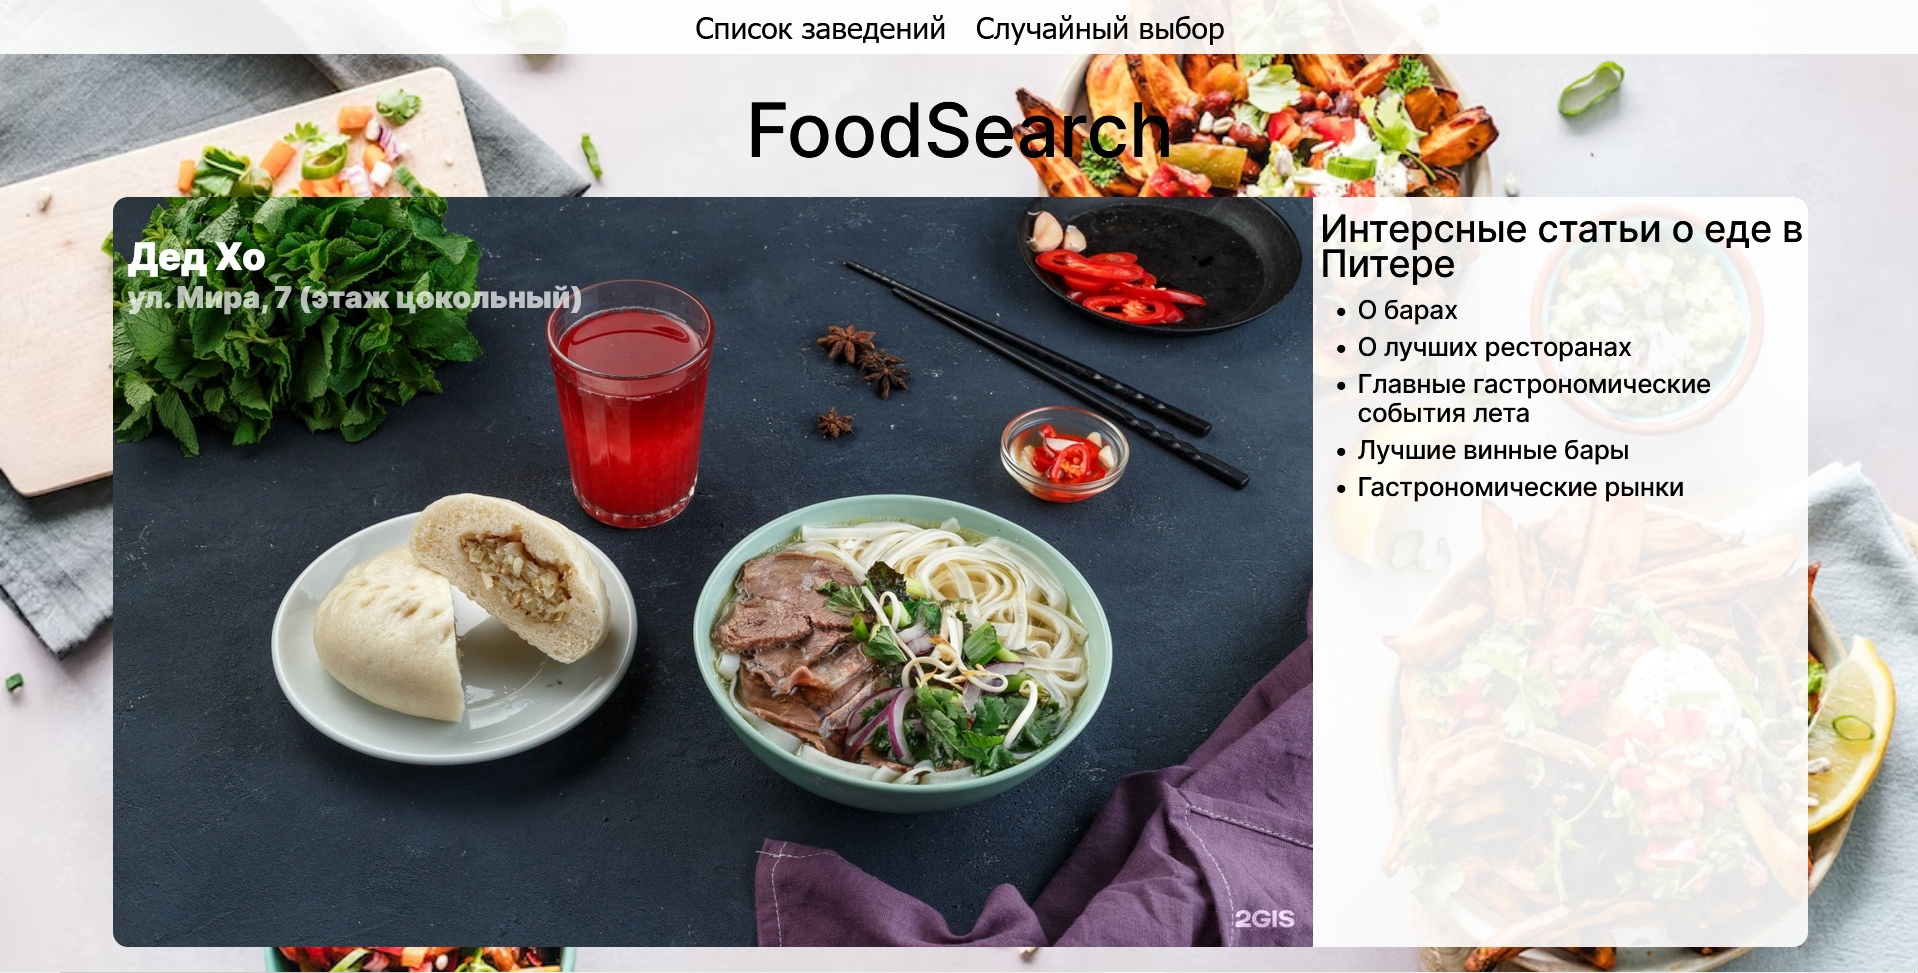 Список заведений Случайный выбор
FoodSearch
Дед Хо
ул. Мира, 7 (этаж цокольный)
Интерсные статьи о еде в
Питере
О барах
О лучших ресторанах
Главные гастрономические
события лета
Лучшие винные бары
Гастрономические рынки
2GIS